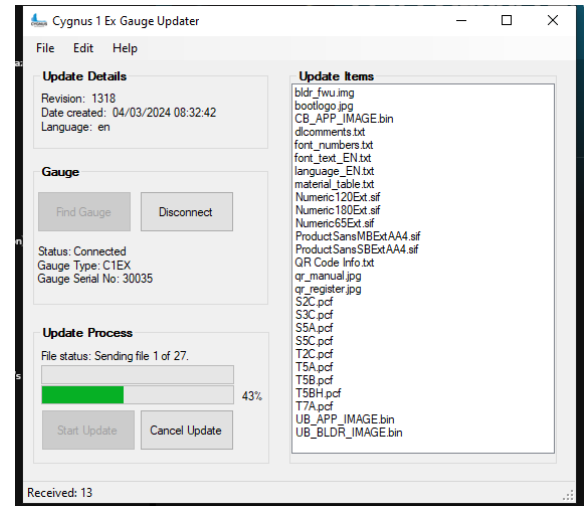 Cygnus 1 Ex Gauge Updater
File Edit Help
Update Details
Revision: 1318
Date created: 04/03/2024 08:32:42
Language: en
Gauge
Find Gauge Disconnect
Status: Connected
Gauge Type: C1EX
Gauge Serial No: 30035
Update Process
File status: Sending file 1 of 27.
43%
Start Update Cancel Update
Update Items
bldr_fwu.img
bootlogo.jpg
CB_APP_IMAGE.bin
dlcomments.txt
font_numbers.txt
font_text_EN.txt
language_EN.txt
material_table.txt
Numeric120Ext.sif
Numeric180Ext.sif
Numeric65Ext.sif
ProductSansMBExtAA4.sif
ProductSansSBExtAA4.sif
QR Code Info.txt
qr_manual.jpg
qr_register.jpg
S2C.pcf
S3C.pcf
S5A.pcf
S5C.pcf
T2C.pcf
T5A.pcf
T5B.pcf
T5BH.pcf
T7A.pcf
UB_APP_IMAGE.bin
UB_BLDR_IMAGE.bin
Received: 13